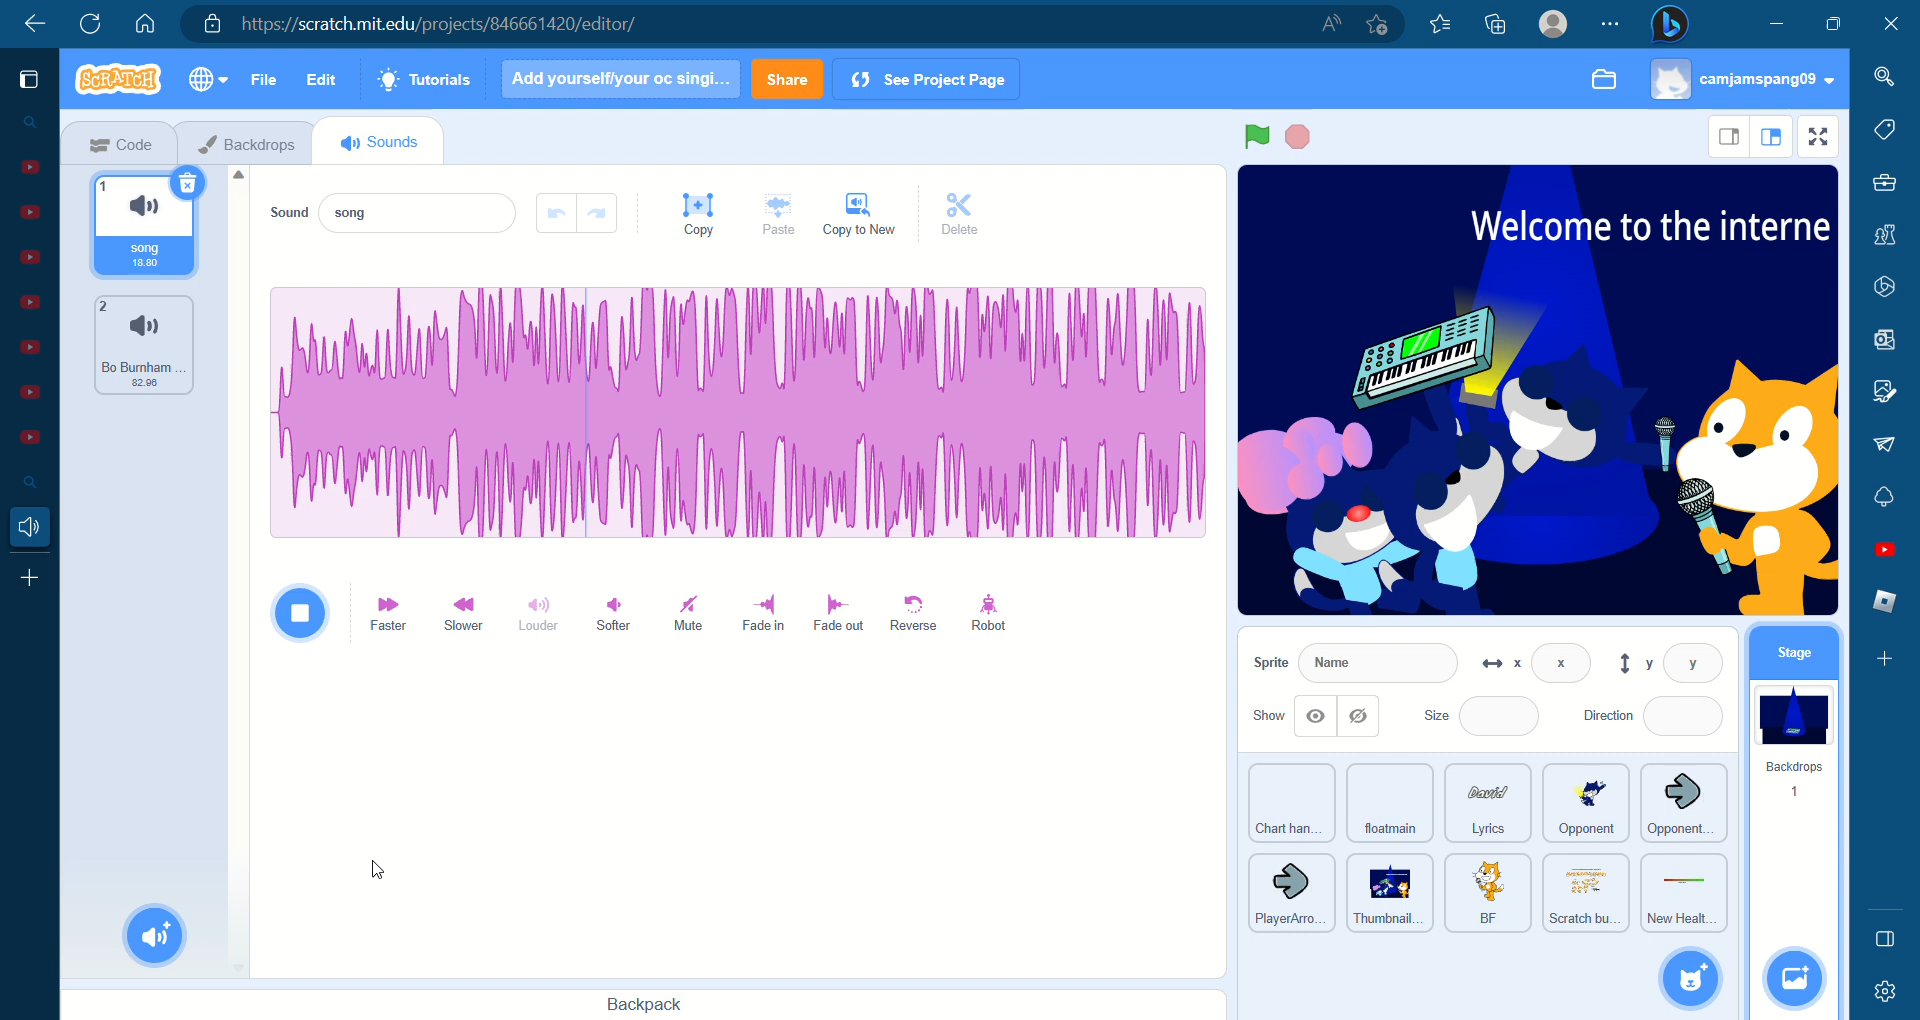 https://scratch.mit.edu/projects/846661420/editor/
SCRATCH File Edit Tutorials Add yourself/your oc singi... Share See Project Page camjamspang09
Code Backdrops Sounds
1
song
18.80
2
Bo Burnham ...
82.96
Sound song Copy Paste Copy to New Delete
Faster Slower Louder Softer Mute Fade in Fade out Reverse Robot
Backpack
Welcome to the interne
Sprite Name x x y y
Show Size Direction
Stage
Backdrops
1
David
Chart han... floatmain Lyrics Opponent Opponent...
PlayerArro... Thumbnail... BF Scratch bu... New Healt...